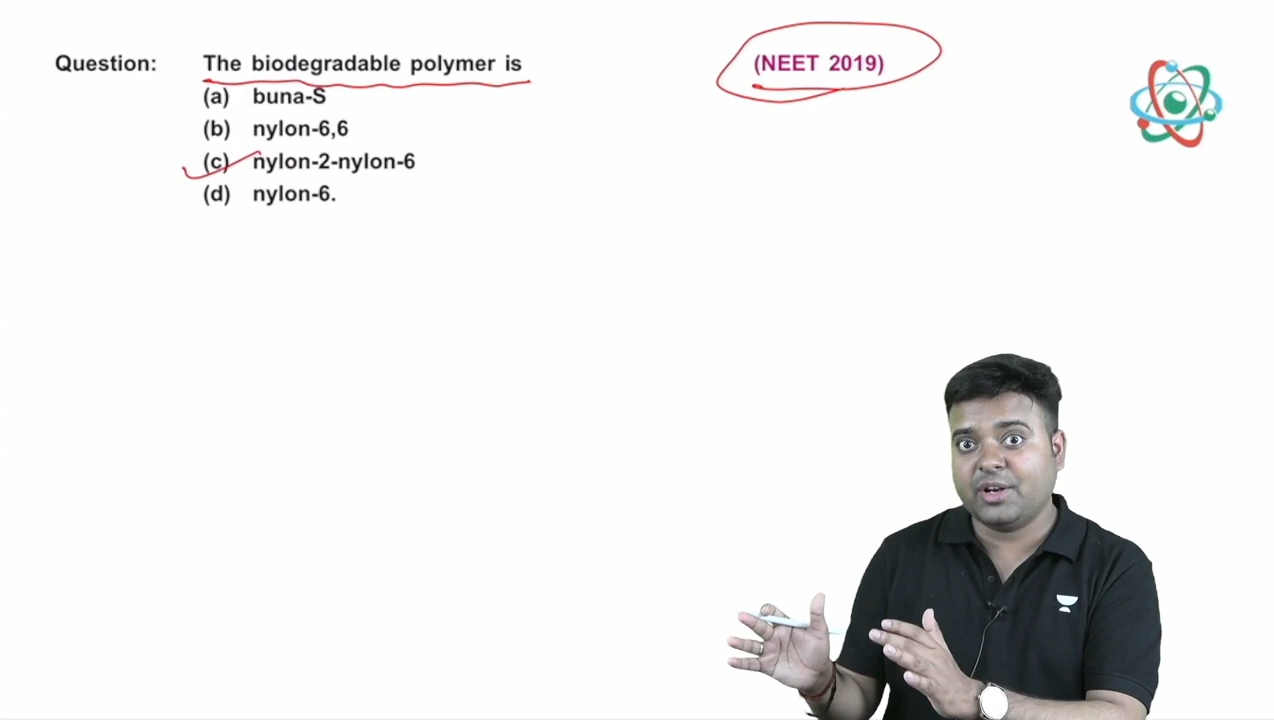 Question: The biodegradable polymer is (NEET 2019)
(a) buna-S
(b) nylon-6,6
(c) nylon-2-nylon-6
(d) nylon-6.